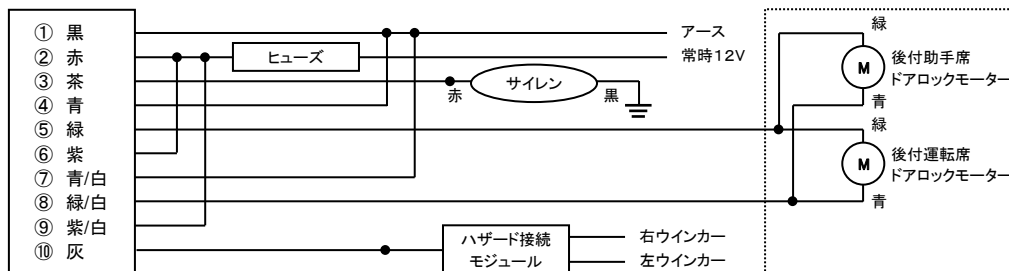 ① 黒
② 赤
③ 茶
④ 青
⑤ 緑
⑥ 紫
⑦ 青/白
⑧ 緑/白
⑨ 紫/白
⑩ 灰
ヒューズ
アース
常時12V
赤
サイレン
黒
ハザード接続
モジュール
右ウインカー
左ウインカー
緑
M
後付助手席
ドアロックモーター
青
緑
M
後付運転席
ドアロックモーター
青